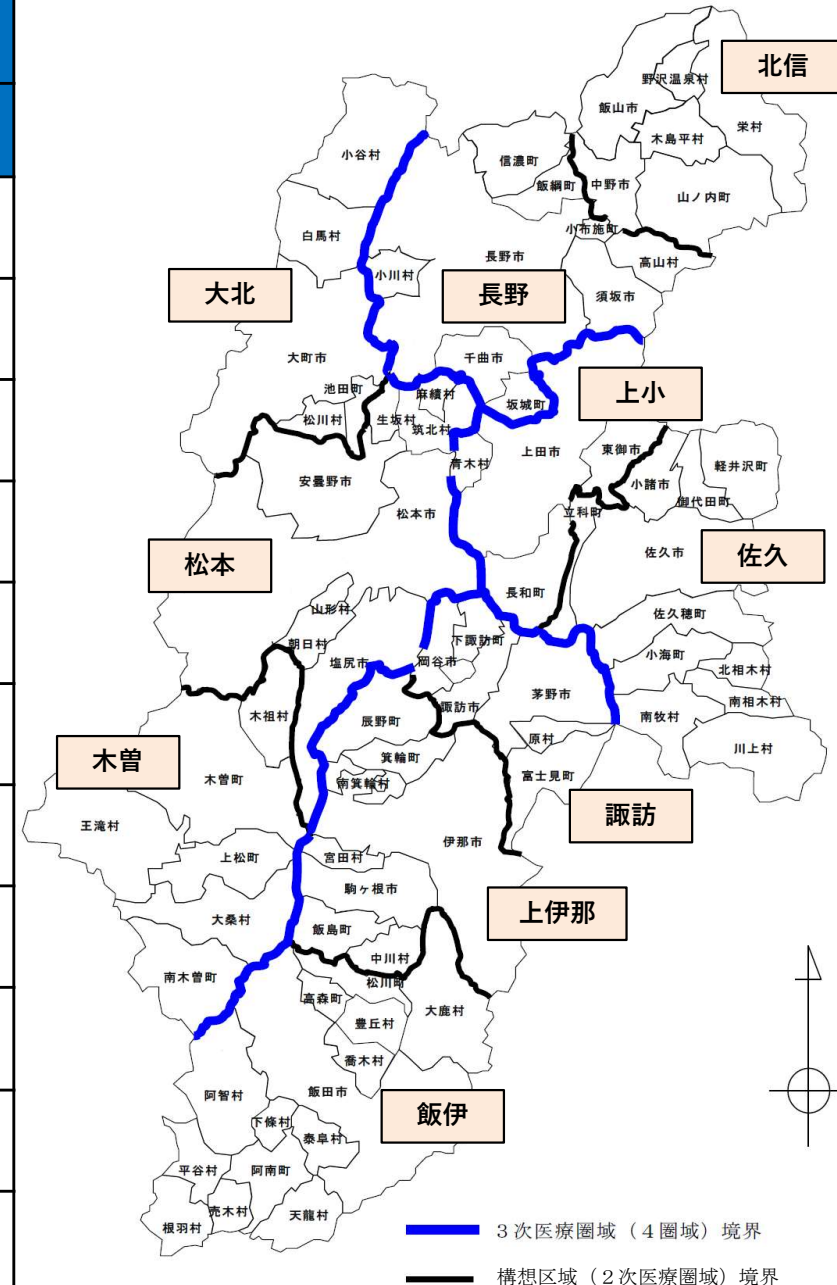 北信
野沢温泉村
飯山市
木島平村
栄村
小谷村
信濃町
飯綱町
中野市
山ノ内町
小布施町
白馬村
小川村
長野市
高山村
須坂市
大北
長野
大町市
千曲市
池田町
麻績村
坂城町
上小
松川村
生坂村
筑北村
青木村
上田市
東御市
軽井沢町
安曇野市
小諸市
御代田町
松本市
立科町
佐久市
佐久
松本
長和町
山形村
佐久穂町
朝日村
下諏訪町
塩尻市
岡谷市
小海町
北相木村
木祖村
辰野町
諏訪市
茅野市
南牧村
南相木村
原村
川上村
木曽
箕輪町
木曽町
南箕輪村
富士見町
諏訪
王滝村
伊那市
上松町
宮田村
駒ヶ根市
大桑村
飯島町
上伊那
中川村
南木曽町
松川町
高森町
大鹿村
豊丘村
喬木村
阿智村
飯田市
飯伊
下條村
泰阜村
平谷村
阿南町
売木村
根羽村
天龍村
3次医療圏域(4圏域)境界
構想区域(2次医療圏域)境界